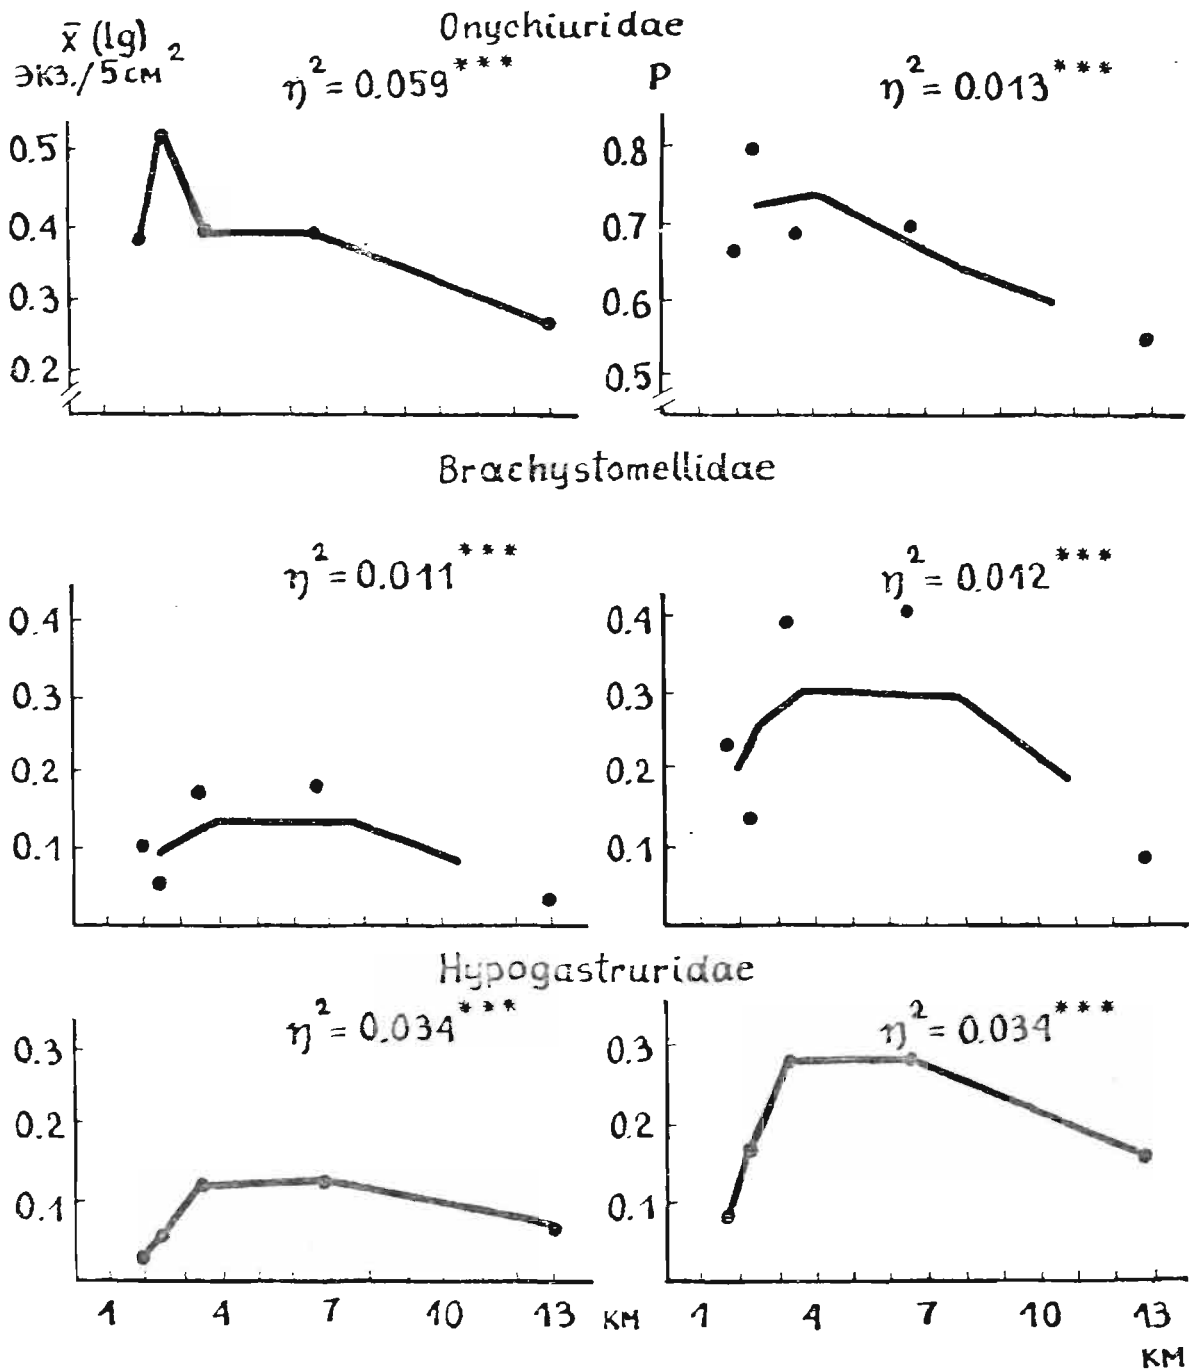 Onychiuridae
x̄ (lg)
экз./5см²
η² = 0.059***
P
η² = 0.013***
0.5
0.4
0.3
0.2
0.8
0.7
0.6
0.5
Brachystomellidae
η² = 0.011***
η² = 0.012***
0.4
0.3
0.2
0.1
0.4
0.3
0.2
0.1
Hypogastruridae
η² = 0.034***
η² = 0.034***
0.3
0.2
0.1
0.3
0.2
0.1
1 4 7 10 13 км
1 4 7 10 13
км